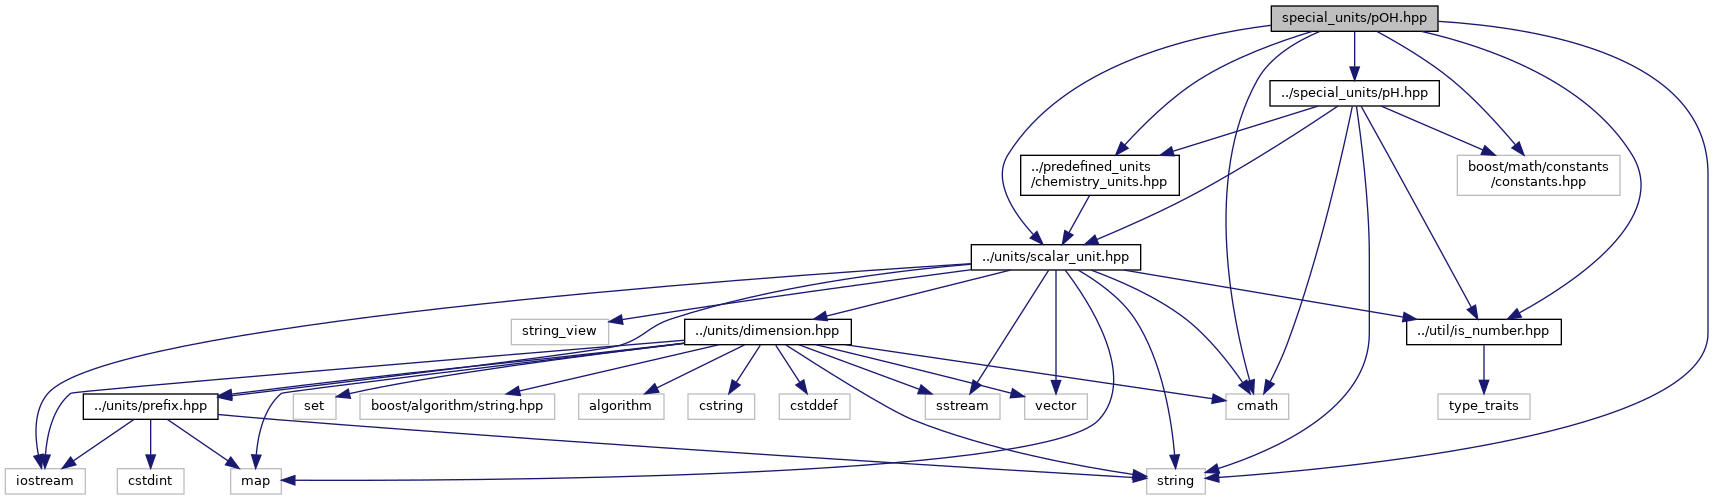 special_units/pOH.hpp
../special_units/pH.hpp
../predefined_units
/chemistry_units.hpp
boost/math/constants
/constants.hpp
../units/scalar_unit.hpp
string_view
../units/dimension.hpp
../util/is_number.hpp
../units/prefix.hpp
set
boost/algorithm/string.hpp
algorithm
cstring
cstddef
sstream
vector
cmath
type_traits
iostream
cstdint
map
string